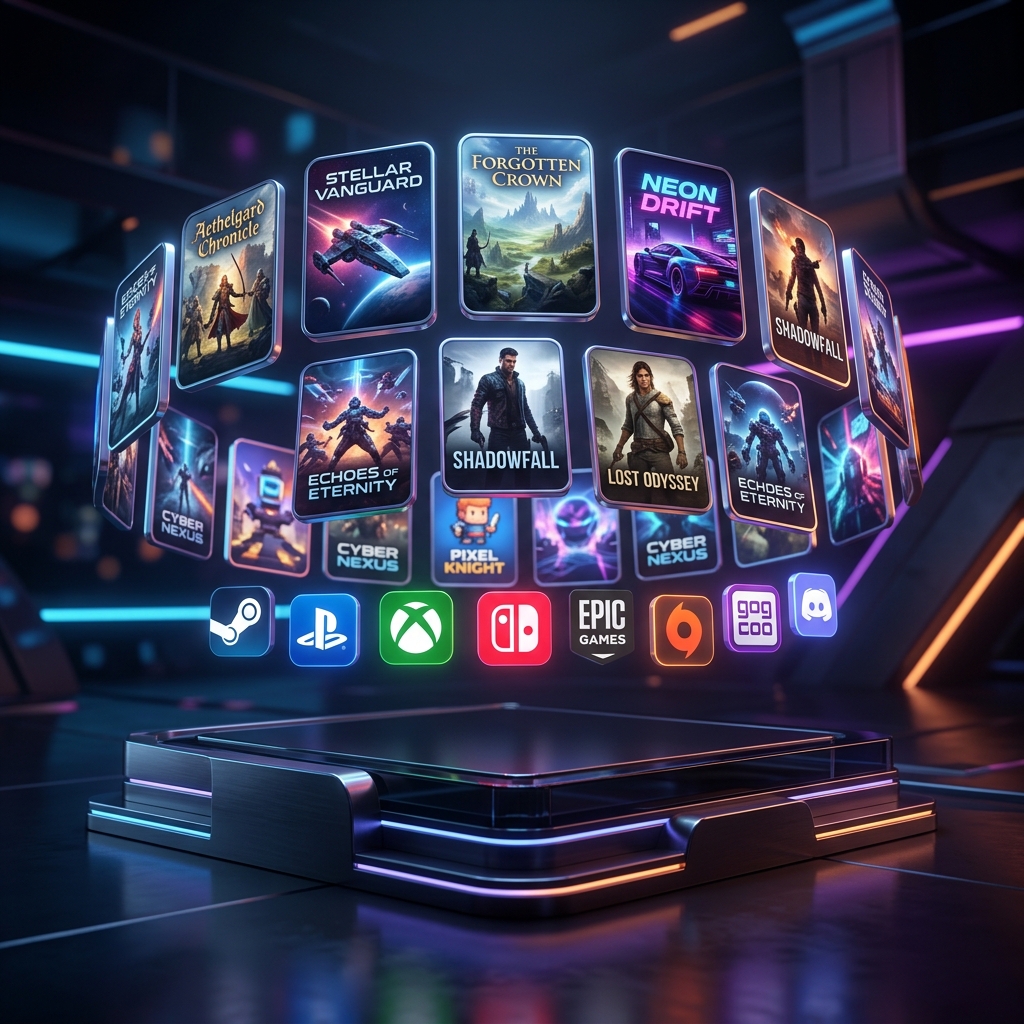 THE
FORGOTTEN
CROWN
STELLAR
VANGUARD
NEON
DRIFT
Aethelgard
Chronicle
SHADOWFALL
ECHOES OF
ETERNITY
SHADOWFALL
LOST ODYSSEY
ECHOES OF
ETERNITY
CYBER
NEXUS
CYBER
NEXUS
PIXEL
KNIGHT
CYBER
NEXUS
EPIC
GAMES